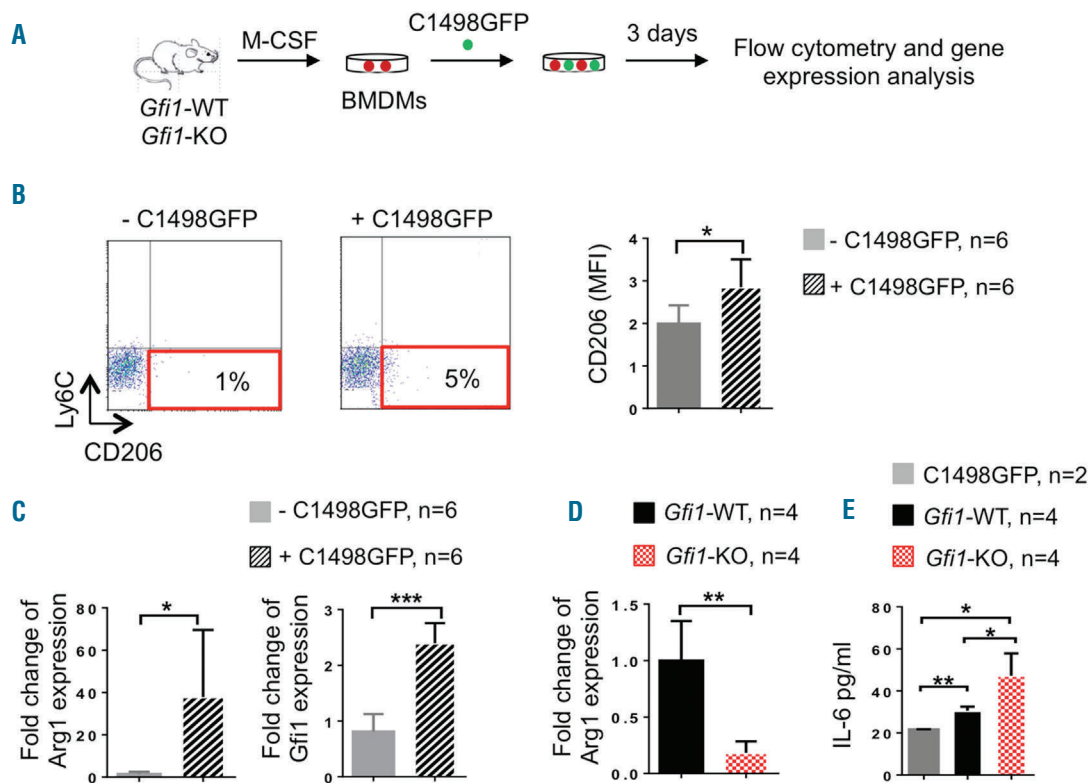 A
M-CSF
C1498GFP
3 days
Flow cytometry and gene
expression analysis
BMDMs
Gfi1-WT
Gfi1-KO
B
- C1498GFP
+ C1498GFP
1%
5%
Ly6C
CD206
CD206 (MFI)
4
3
2
1
0
*
- C1498GFP, n=6
+ C1498GFP, n=6
C
- C1498GFP, n=6
+ C1498GFP, n=6
Fold change of
Arg1 expression
80
60
40
20
0
*
Fold change of
Gfi1 expression
3
2
1
0
***
D
Gfi1-WT, n=4
Gfi1-KO, n=4
Fold change of
Arg1 expression
1.5
1.0
0.5
0.0
**
E
C1498GFP, n=2
Gfi1-WT, n=4
Gfi1-KO, n=4
IL-6 pg/ml
80
60
40
20
0
*
*
**